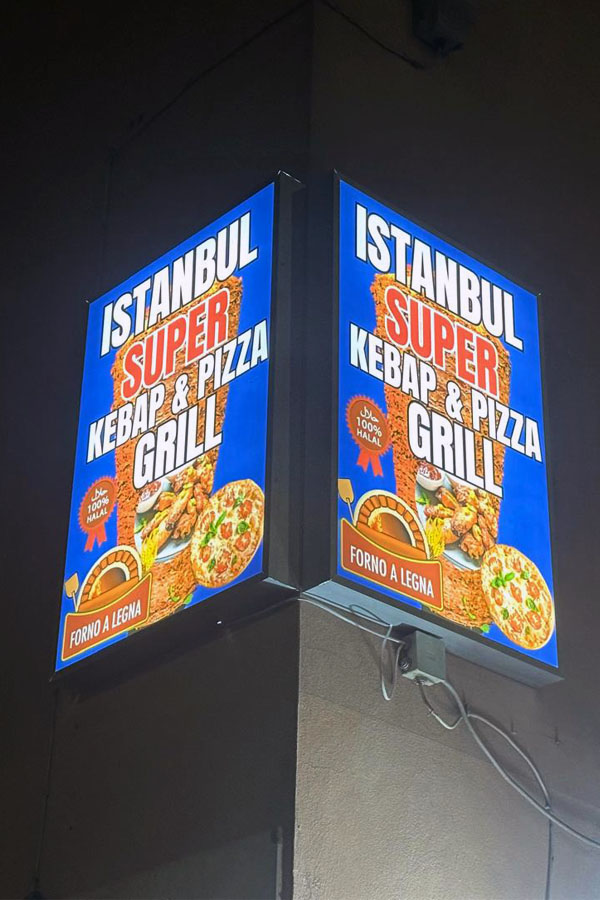 ISTANBUL
SUPER
KEBAP & PIZZA
GRILL
حلال
100%
HALAL
FORNO A LEGNA
ISTANBUL
SUPER
KEBAP & PIZZA
GRILL
حلال
100%
HALAL
FORNO A LEGNA